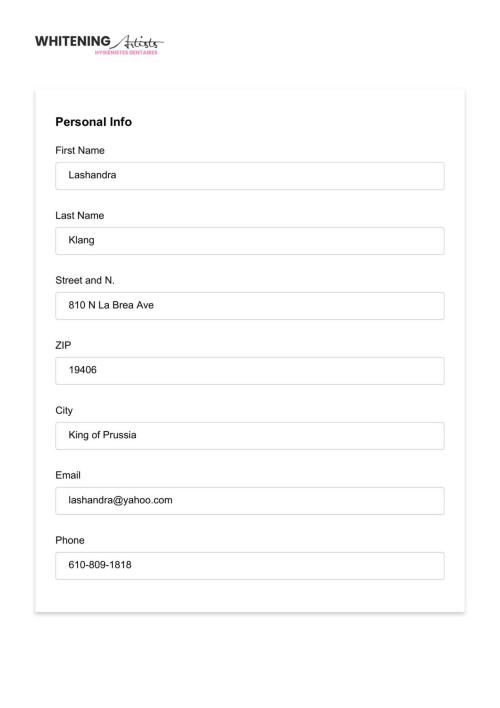 WHITENING Artists
HYGIÉNISTES DENTAIRES
Personal Info
First Name
Lashandra
Last Name
Klang
Street and N.
810 N La Brea Ave
ZIP
19406
City
King of Prussia
Email
lashandra@yahoo.com
Phone
610-809-1818